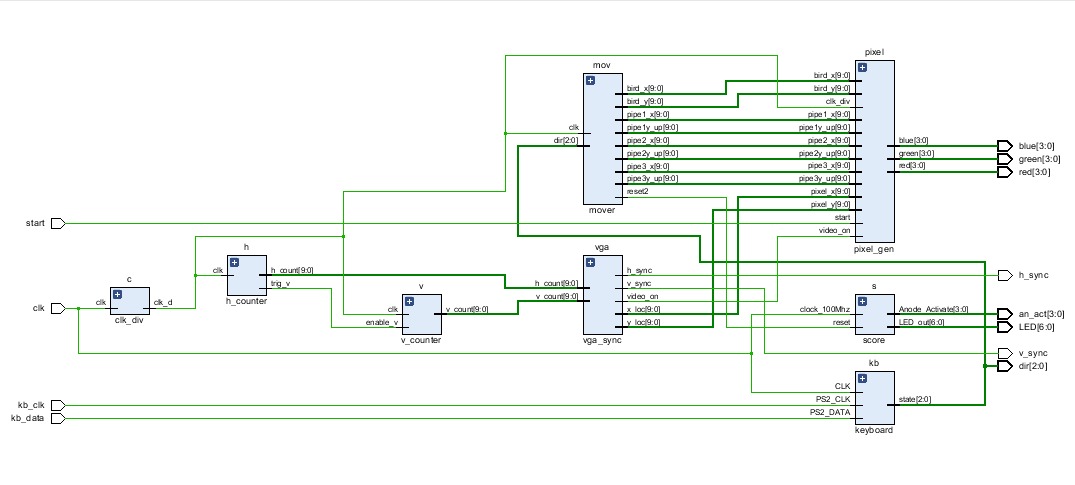 start
clk
kb_clk
kb_data
c
clk
clk_d
clk_div
h
clk
h_count[9:0]
trig_v
h_counter
v
clk
enable_v
v_count[9:0]
v_counter
mov
clk
dir[2:0]
bird_x[9:0]
bird_y[9:0]
pipe1_x[9:0]
pipe1y_up[9:0]
pipe2_x[9:0]
pipe2y_up[9:0]
pipe3_x[9:0]
pipe3y_up[9:0]
reset2
mover
vga
h_count[9:0]
v_count[9:0]
h_sync
v_sync
video_on
x_loc[9:0]
y_loc[9:0]
vga_sync
pixel
bird_x[9:0]
bird_y[9:0]
clk_div
pipe1_x[9:0]
pipe1y_up[9:0]
pipe2_x[9:0]
pipe2y_up[9:0]
pipe3_x[9:0]
pipe3y_up[9:0]
pixel_x[9:0]
pixel_y[9:0]
start
video_on
blue[3:0]
green[3:0]
red[3:0]
pixel_gen
s
clock_100Mhz
reset
Anode_Activate[3:0]
LED_out[6:0]
score
kb
CLK
PS2_CLK
PS2_DATA
state[2:0]
keyboard
blue[3:0]
green[3:0]
red[3:0]
h_sync
an_act[3:0]
LED[6:0]
v_sync
dir[2:0]